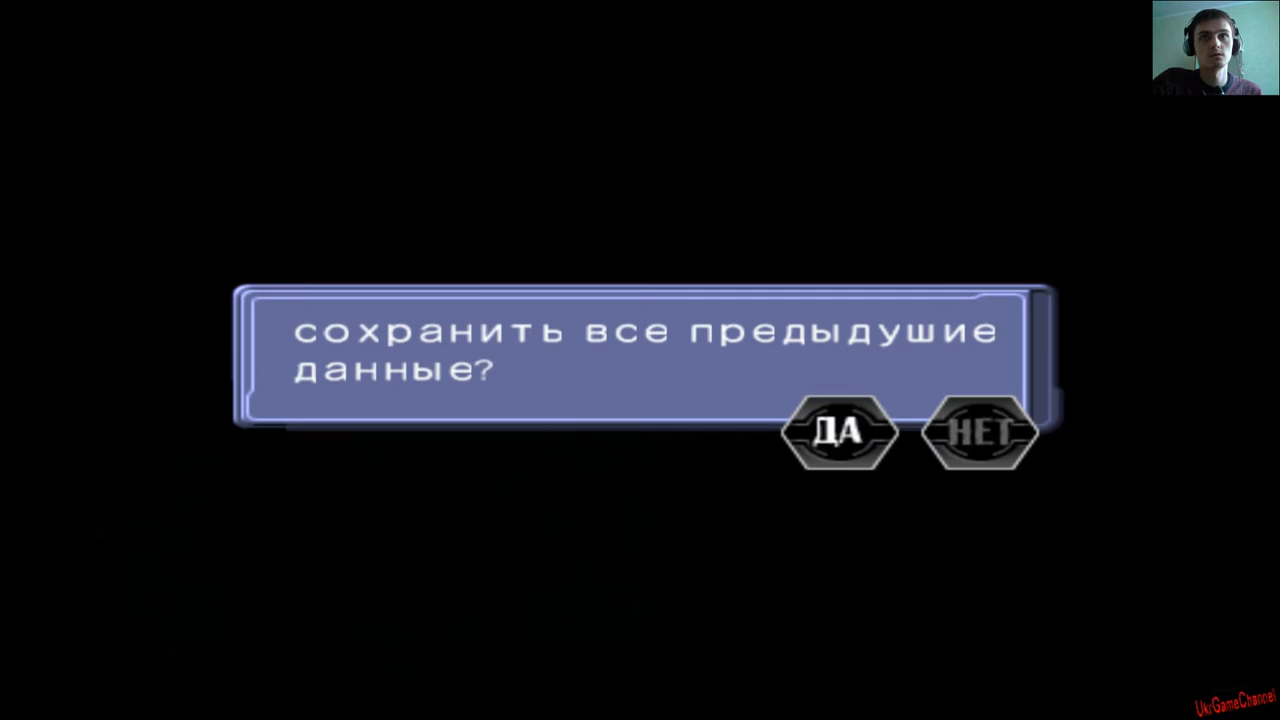 сохранить все предыдушие
данные?
ДА НЕТ
UkrGameChannel